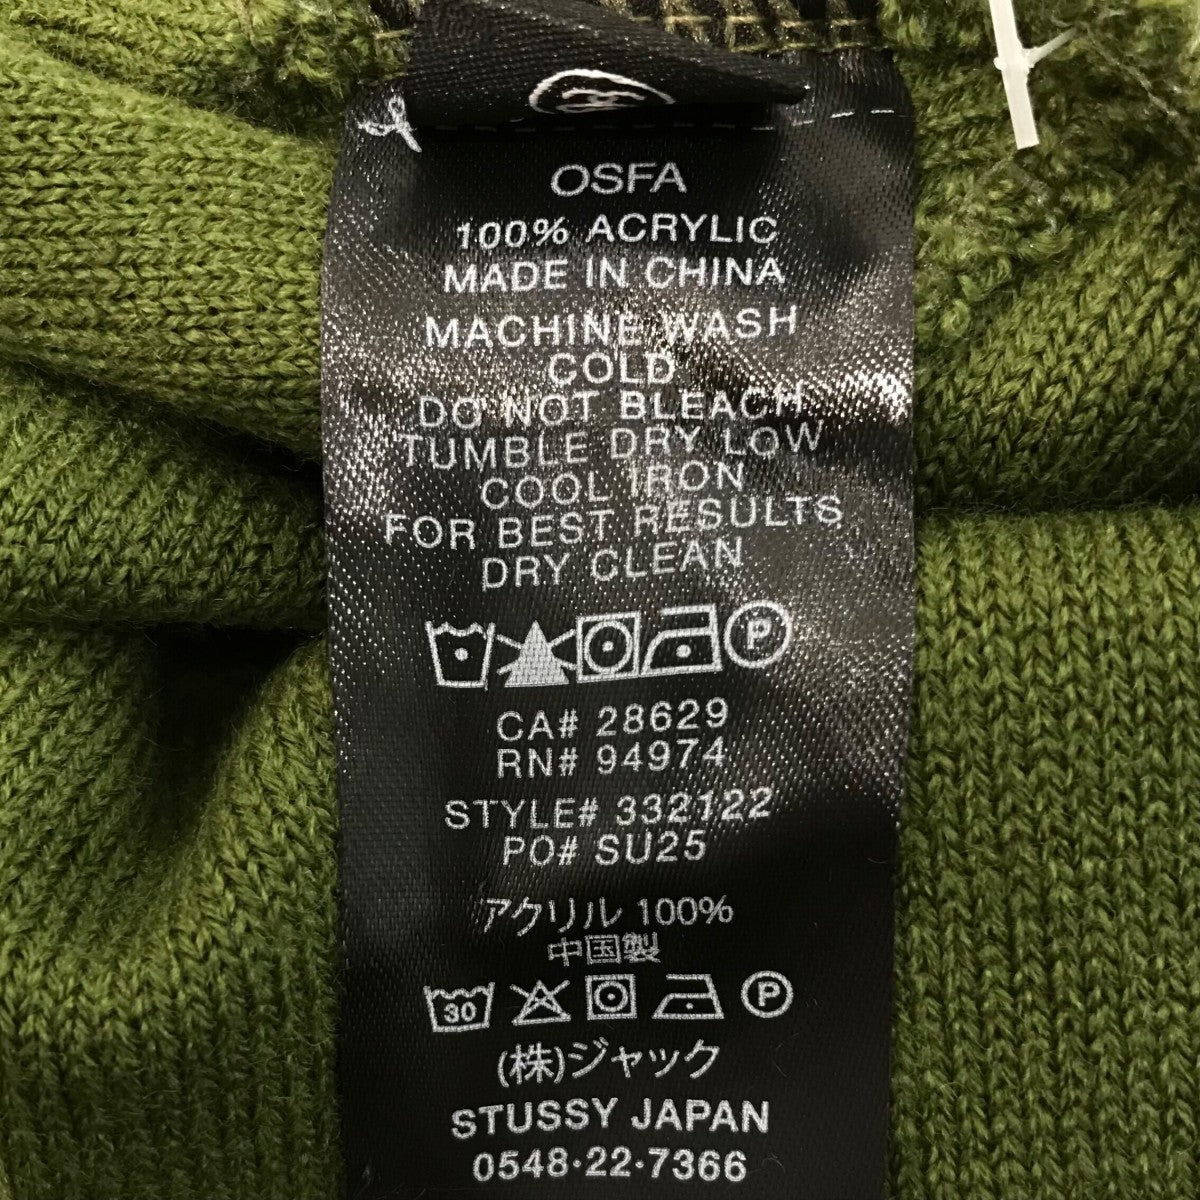 OSFA
100% ACRYLIC
MADE IN CHINA
MACHINE WASH
COLD
DO NOT BLEACH
TUMBLE DRY LOW
COOL IRON
FOR BEST RESULTS
DRY CLEAN
P
CA# 28629
RN# 94974
STYLE# 332122
PO# SU25
アクリル 100%
中国製
30 P
(株)ジャック
STUSSY JAPAN
0548·22·7366